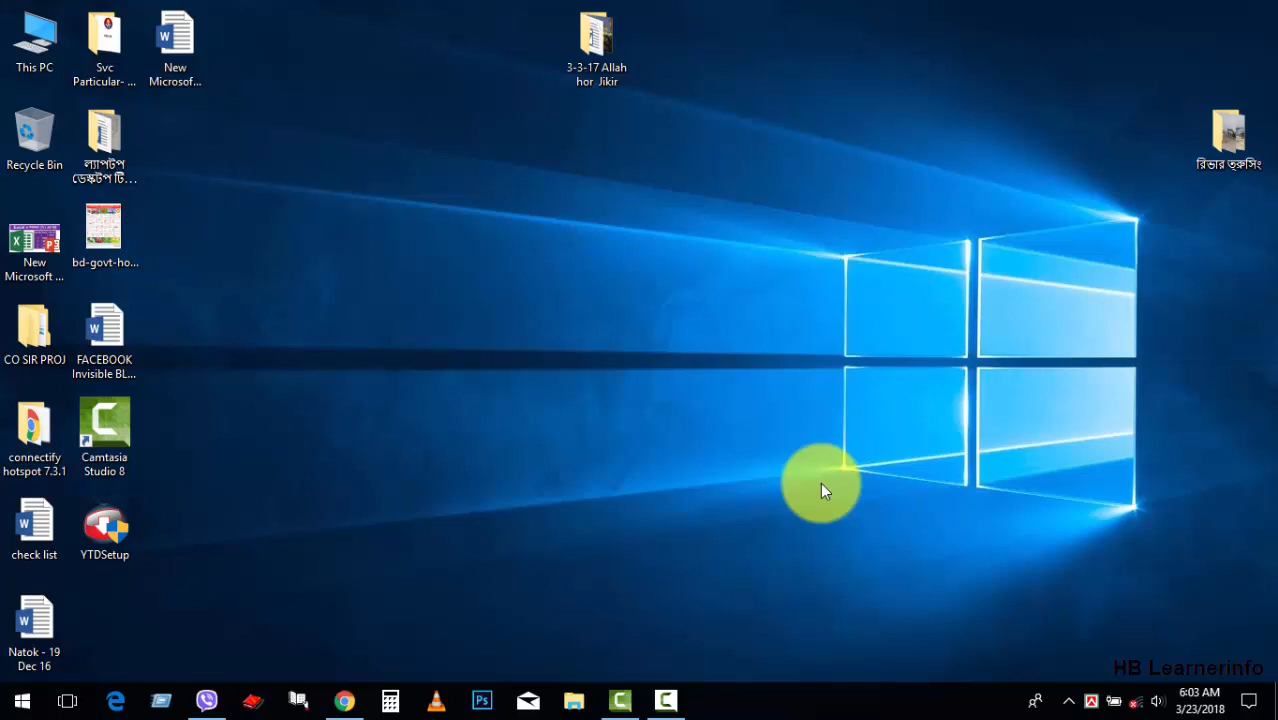 This PC
Svc
Particular- ...
New
Microsof...
3-3-17 Allah
hor Jikir
Recycle Bin
ল্যাপটপ
ডেস্কটপ টি...
রিভার ত্রুসিং
New
Microsoft ...
bd-govt-ho...
CO SIR PROJ
FACEBOOK
Invisible BL...
connectify
hotspot 7.3.1
Camtasia
Studio 8
check list
YTDSetup
Natok - 19
Dec 16
HB Learnerinfo
Ps
6:03 AM
3/23/2018